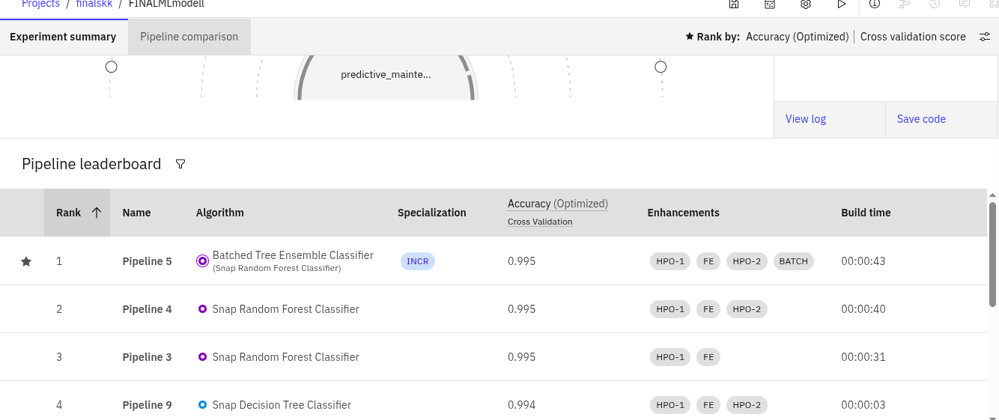 Projects / finalskk / FINALMLmodell
Experiment summary Pipeline comparison
Rank by: Accuracy (Optimized) | Cross validation score
predictive_mainte...
View log Save code
Pipeline leaderboard
Rank Name Algorithm Specialization Accuracy (Optimized) Enhancements Build time
Cross Validation
1 Pipeline 5 Batched Tree Ensemble Classifier INCR 0.995 HPO-1 FE HPO-2 BATCH 00:00:43
(Snap Random Forest Classifier)
2 Pipeline 4 Snap Random Forest Classifier 0.995 HPO-1 FE HPO-2 00:00:40
3 Pipeline 3 Snap Random Forest Classifier 0.995 HPO-1 FE 00:00:31
4 Pipeline 9 Snap Decision Tree Classifier 0.994 HPO-1 FE HPO-2 00:00:03